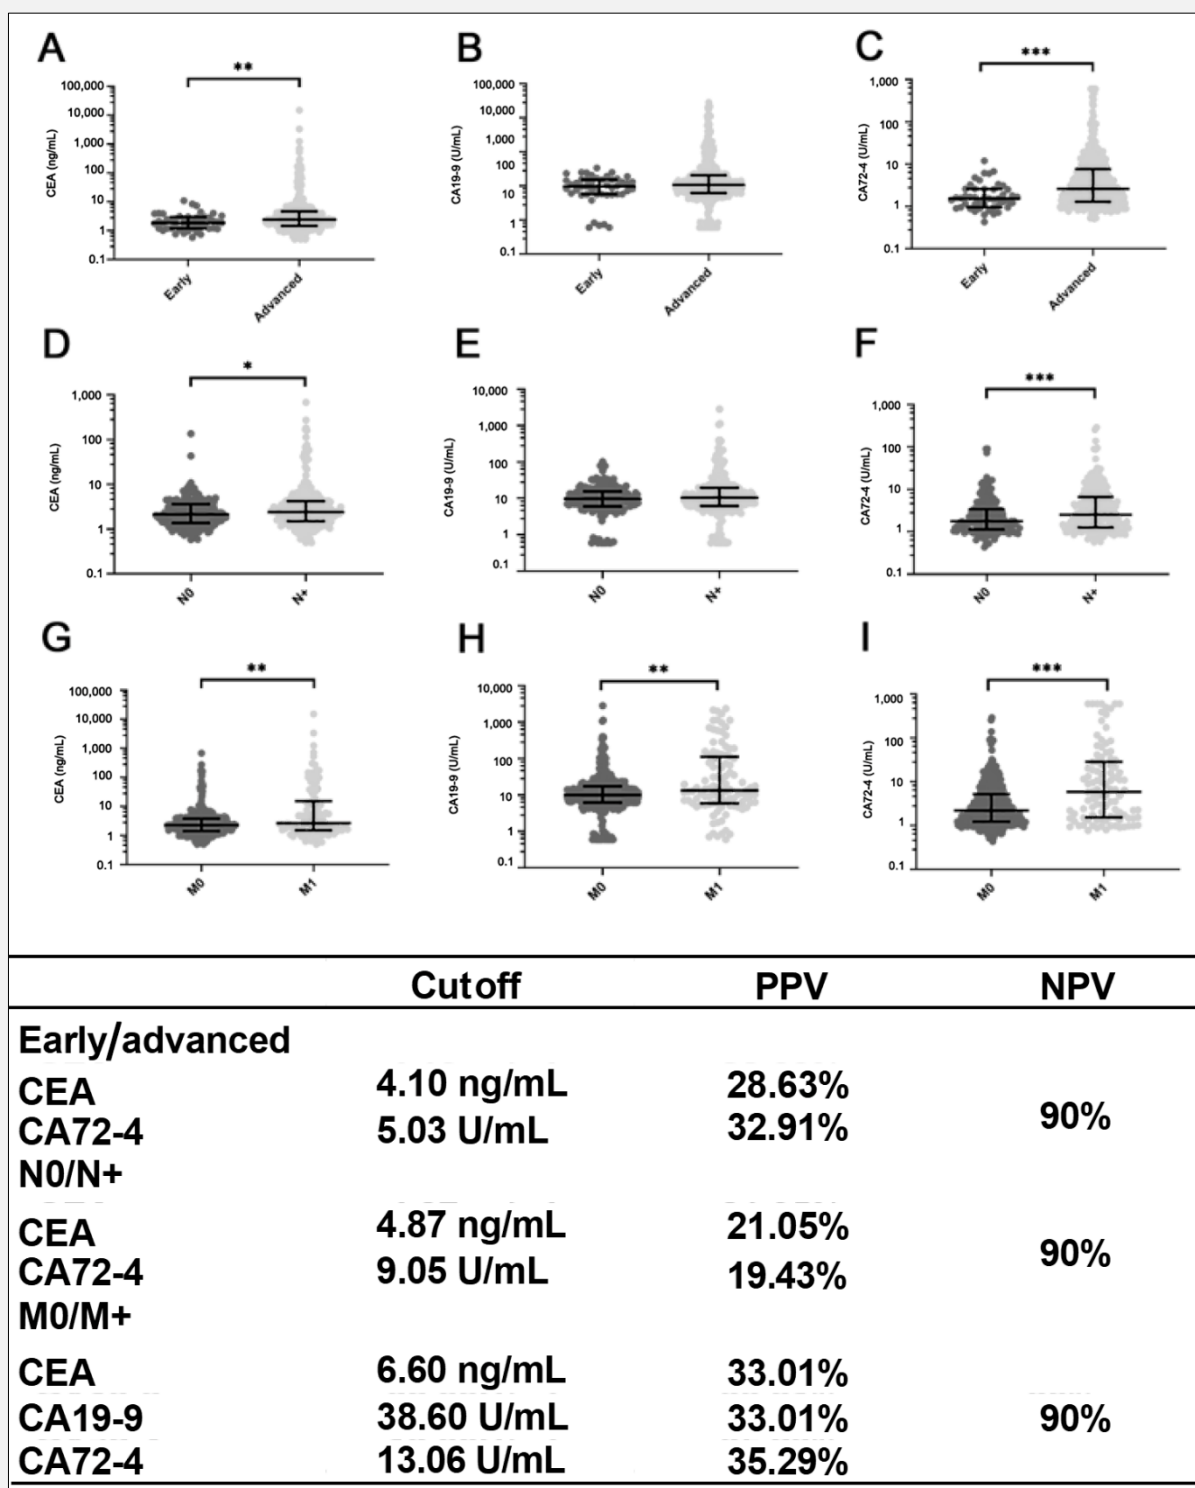 A
**
CEA (ng/mL)
100,000
10,000
1,000
100
10
1
0.1
Early
Advanced
B
CA19-9 (U/mL)
100,000
10,000
1,000
100
10
1
0.1
Early
Advanced
C
***
CA72-4 (U/mL)
1,000
100
10
1
0.1
Early
Advanced
D
*
CEA (ng/mL)
1,000
100
10
1
0.1
N0
N+
E
CA19-9 (U/mL)
10,000
1,000
100
10
1
0.1
N0
N+
F
***
CA72-4 (U/mL)
1,000
100
10
1
0.1
N0
N+
G
**
CEA (ng/mL)
100,000
10,000
1,000
100
10
1
0.1
M0
M1
H
**
CA19-9 (U/mL)
10,000
1,000
100
10
1
0.1
M0
M1
I
***
CA72-4 (U/mL)
1,000
100
10
1
0.1
M0
M1
Cutoff PPV NPV
Early/advanced
CEA 4.10 ng/mL 28.63%
90%
CA72-4 5.03 U/mL 32.91%
N0/N+
CEA 4.87 ng/mL 21.05%
90%
CA72-4 9.05 U/mL 19.43%
M0/M+
CEA 6.60 ng/mL 33.01%
CA19-9 38.60 U/mL 33.01% 90%
CA72-4 13.06 U/mL 35.29%